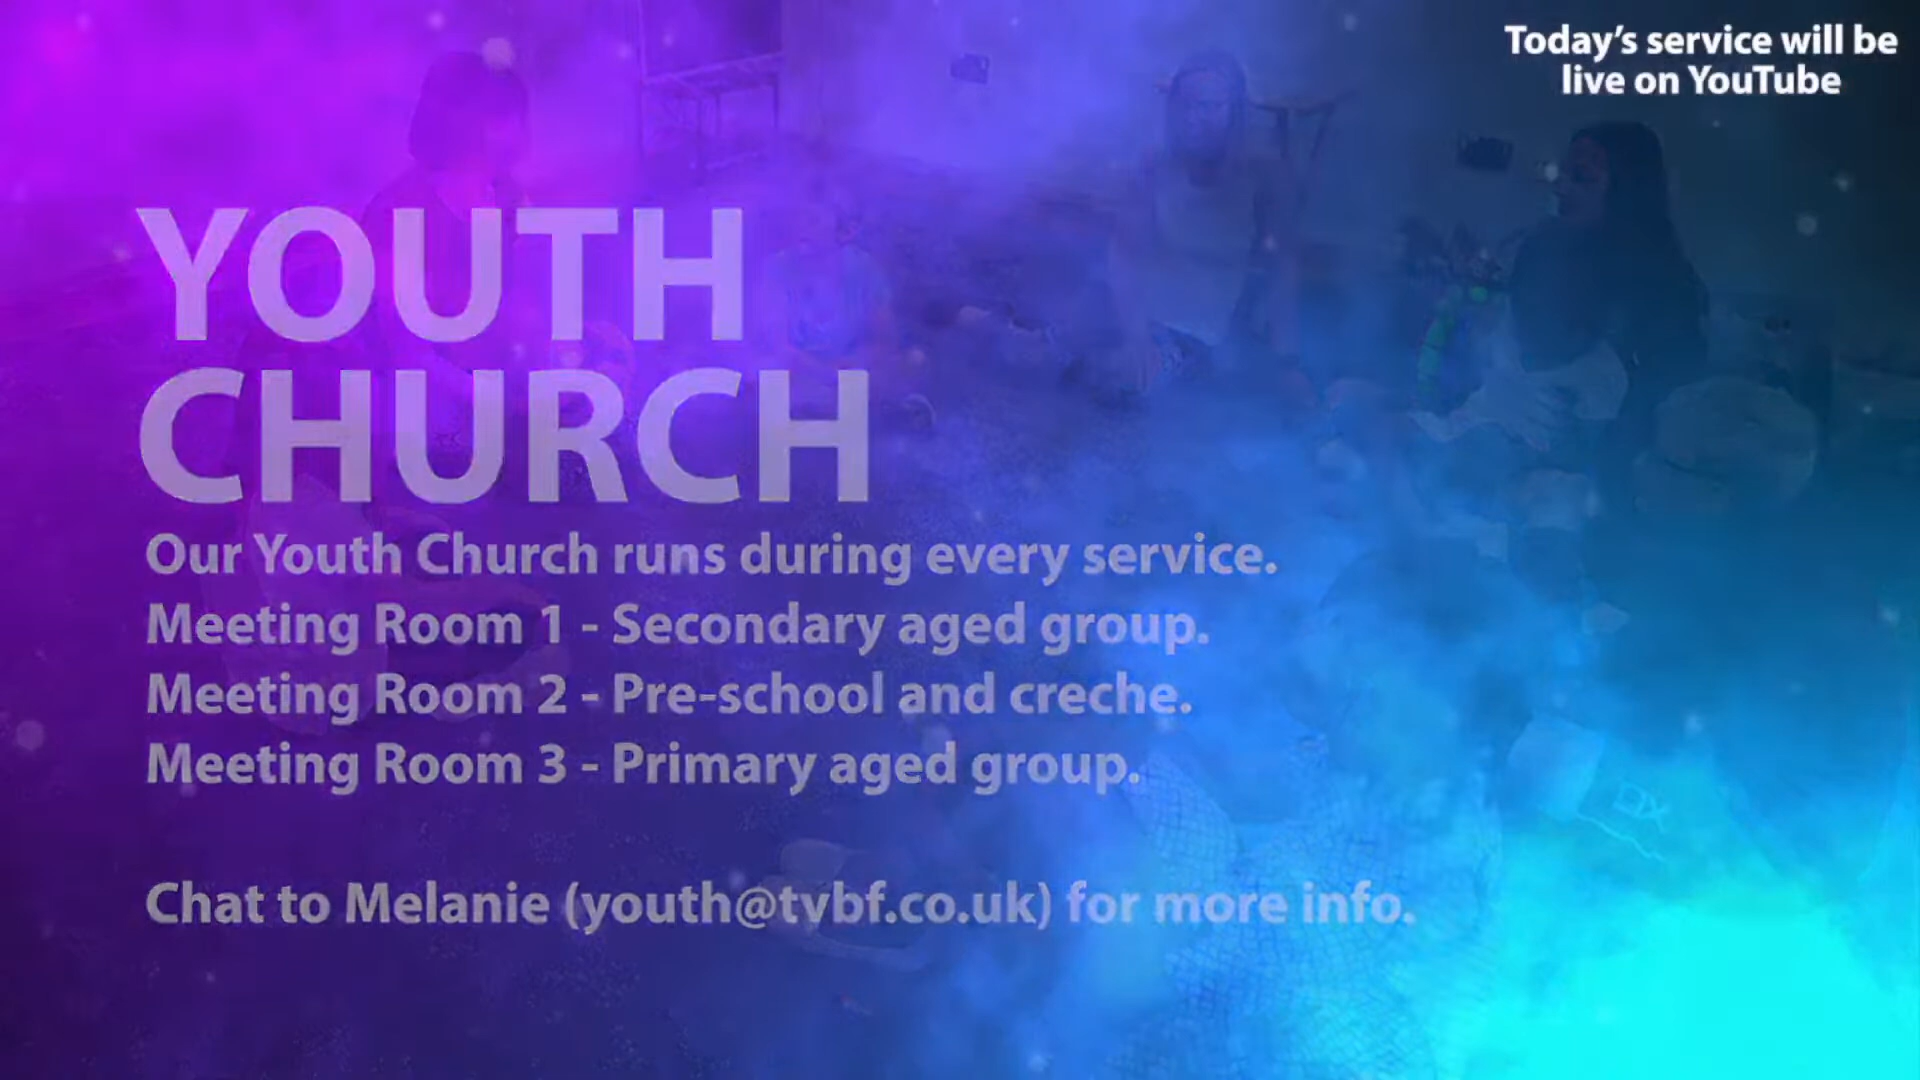 Today's service will be
live on YouTube
YOUTH
CHURCH
Our Youth Church runs during every service.
Meeting Room 1 - Secondary aged group.
Meeting Room 2 - Pre-school and creche.
Meeting Room 3 - Primary aged group.
Chat to Melanie (youth@tvbf.co.uk) for more info.